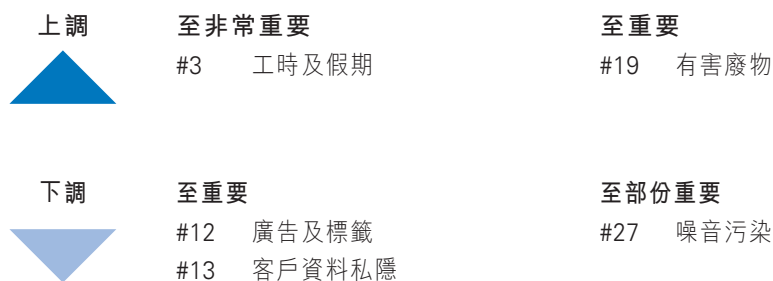 上調 至非常重要 至重要
#3 工時及假期 #19 有害廢物
下調 至重要 至部份重要
#12 廣告及標籤 #27 噪音污染
#13 客戶資料私隱